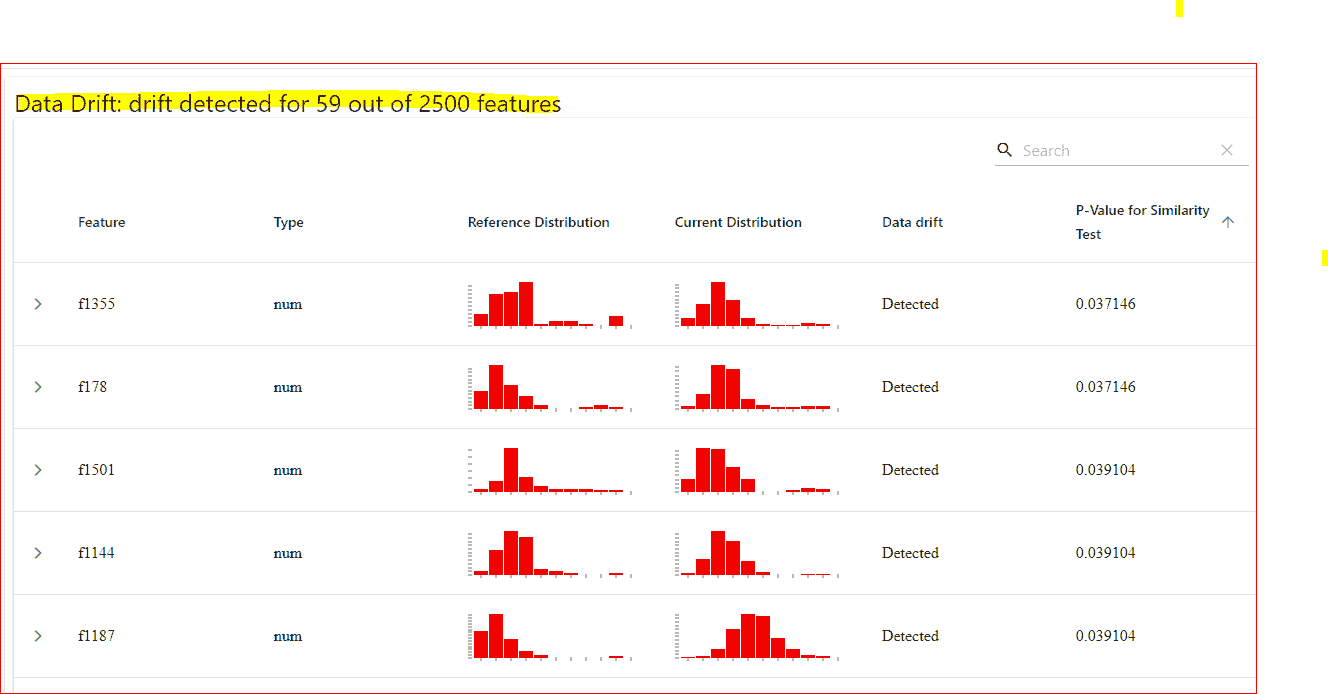 Data Drift: drift detected for 59 out of 2500 features
Search
Feature Type Reference Distribution Current Distribution Data drift P-Value for Similarity Test
f1355 num Detected 0.037146
f178 num Detected 0.037146
f1501 num Detected 0.039104
f1144 num Detected 0.039104
f1187 num Detected 0.039104